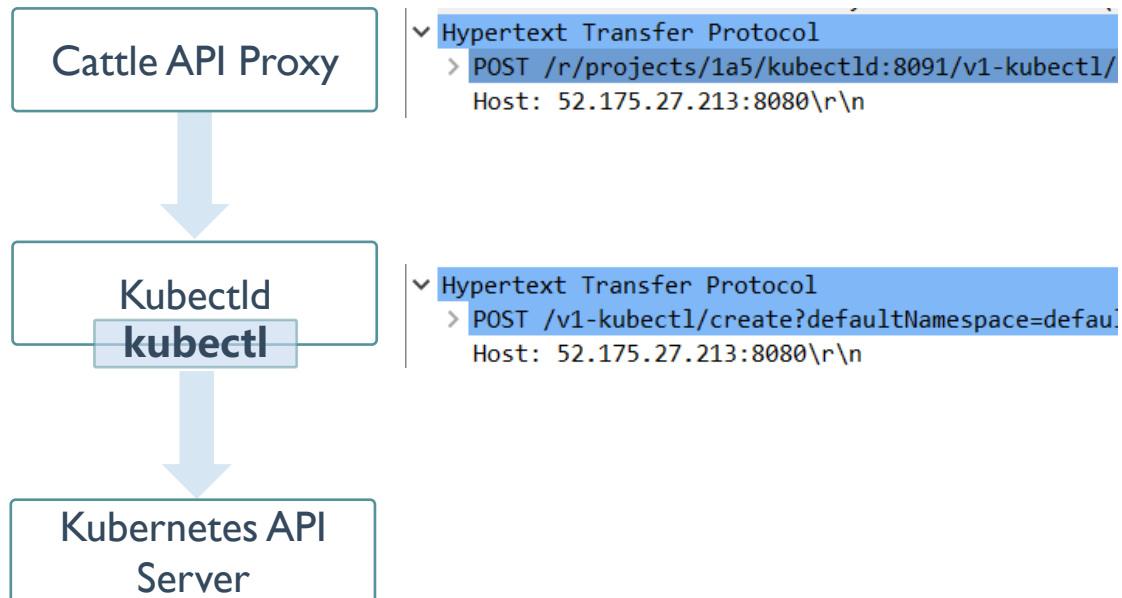 Cattle API Proxy
Hypertext Transfer Protocol
POST /r/projects/1a5/kubectld:8091/v1-kubectl/
Host: 52.175.27.213:8080\r\n
Kubectld
kubectl
Hypertext Transfer Protocol
POST /v1-kubectl/create?defaultNamespace=defaul
Host: 52.175.27.213:8080\r\n
Kubernetes API
Server